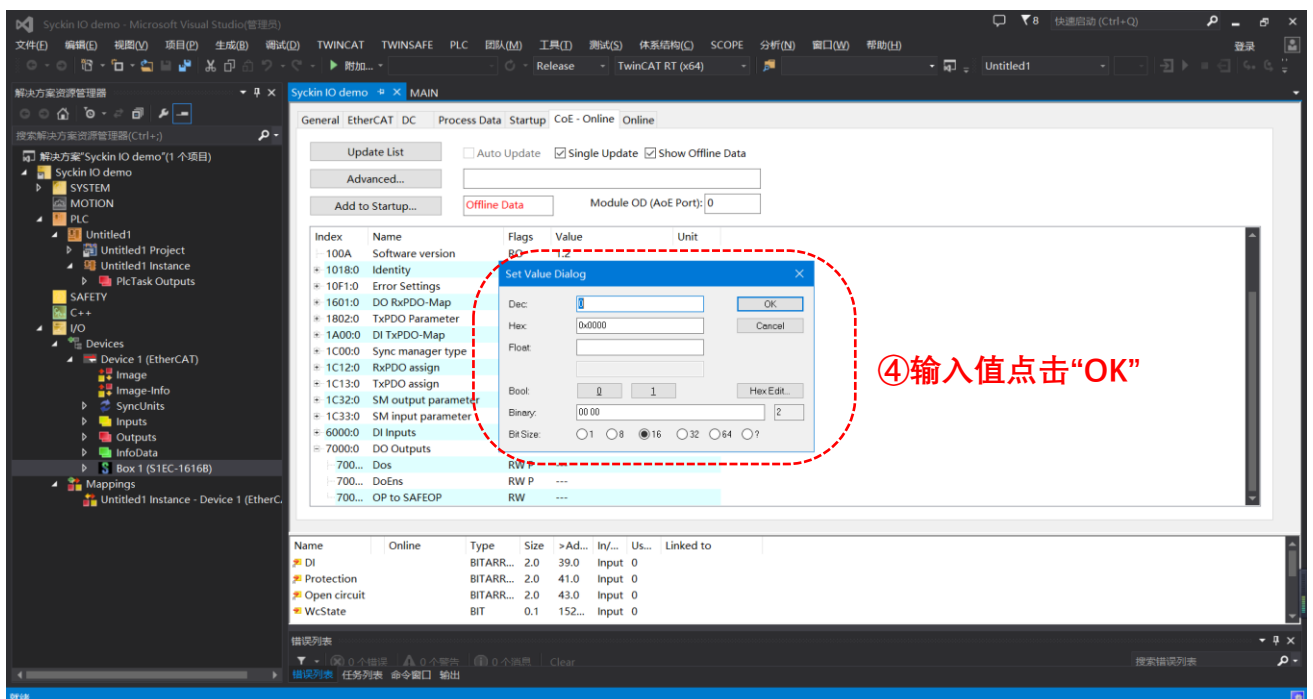 Syckin IO demo - Microsoft Visual Studio(管理员)
8 快速启动 (Ctrl+Q)
文件(F) 编辑(E) 视图(V) 项目(P) 生成(B) 调试(D) TWINCAT TWINSAFE PLC 团队(M) 工具(T) 测试(S) 体系结构(C) SCOPE 分析(N) 窗口(W) 帮助(H) 登录
附加... Release TwinCAT RT (x64) Untitled1
解决方案资源管理器
搜索解决方案资源管理器(Ctrl+;)
解决方案"Syckin IO demo"(1 个项目)
Syckin IO demo
SYSTEM
MOTION
PLC
Untitled1
Untitled1 Project
Untitled1 Instance
PlcTask Outputs
SAFETY
C++
I/O
Devices
Device 1 (EtherCAT)
Image
Image-Info
SyncUnits
Inputs
Outputs
InfoData
Box 1 (S1EC-1616B)
Mappings
Untitled1 Instance - Device 1 (EtherC.
Syckin IO demo MAIN
General EtherCAT DC Process Data Startup CoE - Online Online
Update List Auto Update Single Update Show Offline Data
Advanced...
Add to Startup... Offline Data Module OD (AoE Port): 0
Index Name Flags Value Unit
100A Software version RO 1.2
1018:0 Identity
10F1:0 Error Settings
1601:0 DO RxPDO-Map
1802:0 TxPDO Parameter
1A00:0 DI TxPDO-Map
1C00:0 Sync manager type
1C12:0 RxPDO assign
1C13:0 TxPDO assign
1C32:0 SM output parameter
1C33:0 SM input parameter
6000:0 DI Inputs
7000:0 DO Outputs
700... Dos RW P ---
700... DoEns RW P ---
700... OP to SAFEOP RW ---
Set Value Dialog
Dec: 0 OK
Hex: 0x0000 Cancel
Float:
Bool: 0 1 Hex Edit...
Binary: 00 00 2
Bit Size: 1 8 16 32 64 ?
④输入值点击“OK”
Name Online Type Size >Ad... In/... Us... Linked to
DI BITARR... 2.0 39.0 Input 0
Protection BITARR... 2.0 41.0 Input 0
Open circuit BITARR... 2.0 43.0 Input 0
WcState BIT 0.1 152... Input 0
错误列表
0 个错误 0 个警告 0 个消息 Clear 搜索错误列表
错误列表 任务列表 命令窗口 输出
就绪